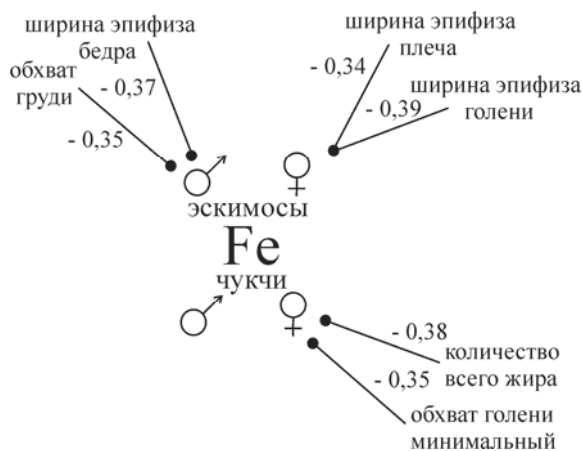 ширина эпифиза
бедра
обхват
груди
- 0,37
- 0,35
ширина эпифиза
плеча
- 0,34
ширина эпифиза
голени
- 0,39
эскимосы
Fe
чукчи
- 0,38
количество
всего жира
- 0,35
обхват голени
минимальный